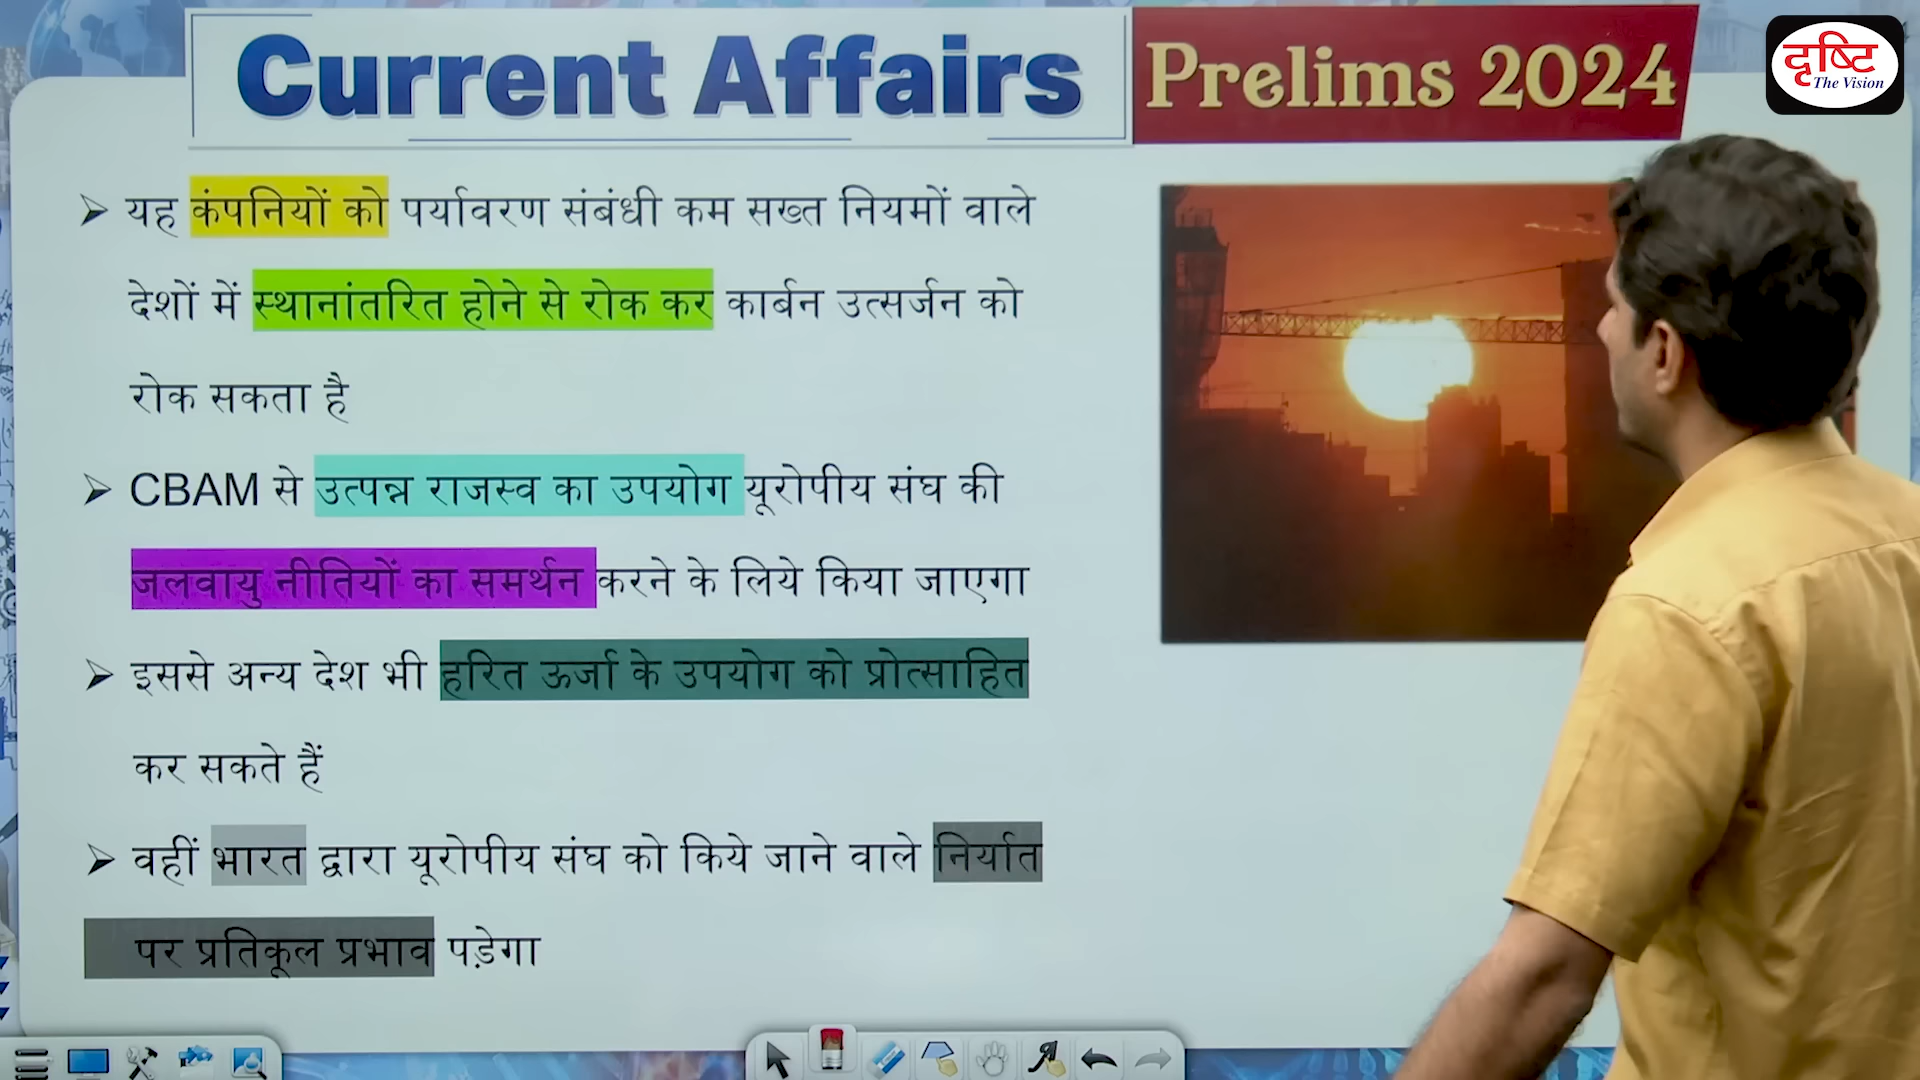 Current Affairs
Prelims 2024
दृष्टि
The Vision
➢ यह कंपनियों को पर्यावरण संबंधी कम सख्त नियमों वाले
देशों में स्थानांतरित होने से रोक कर कार्बन उत्सर्जन को
रोक सकता है
➢ CBAM से उत्पन्न राजस्व का उपयोग यूरोपीय संघ की
जलवायु नीतियों का समर्थन करने के लिये किया जाएगा
➢ इससे अन्य देश भी हरित ऊर्जा के उपयोग को प्रोत्साहित
कर सकते हैं
➢ वहीं भारत द्वारा यूरोपीय संघ को किये जाने वाले निर्यात
पर प्रतिकूल प्रभाव पड़ेगा